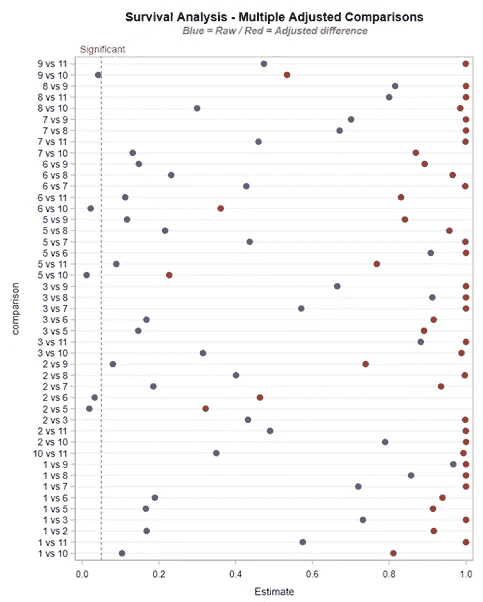 Survival Analysis - Multiple Adjusted Comparisons
Blue = Raw / Red = Adjusted difference
Significant
9 vs 11
9 vs 10
8 vs 9
8 vs 11
8 vs 10
7 vs 9
7 vs 8
7 vs 11
7 vs 10
6 vs 9
6 vs 8
6 vs 7
6 vs 11
6 vs 10
5 vs 9
5 vs 8
5 vs 7
5 vs 6
5 vs 11
5 vs 10
3 vs 9
3 vs 8
3 vs 7
3 vs 6
3 vs 5
3 vs 11
3 vs 10
2 vs 9
2 vs 8
2 vs 7
2 vs 6
2 vs 5
2 vs 3
2 vs 11
2 vs 10
10 vs 11
1 vs 9
1 vs 8
1 vs 7
1 vs 6
1 vs 5
1 vs 3
1 vs 2
1 vs 11
1 vs 10
comparison
0.0 0.2 0.4 0.6 0.8 1.0
Estimate